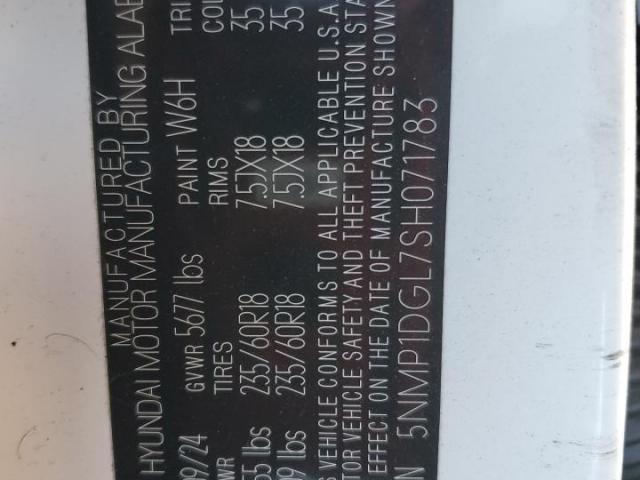 MANUFACTURED BY
HYUNDAI MOTOR MANUFACTURING ALAB
09/24 GVWR 5677 lbs PAINT W6H TRI
WR TIRES RIMS COL
55 lbs 235/60R18 7.5JX18 35
99 lbs 235/60R18 7.5JX18 35
S VEHICLE CONFORMS TO ALL APPLICABLE U.S.A.
TOR VEHICLE SAFETY AND THEFT PREVENTION STA
EFFECT ON THE DATE OF MANUFACTURE SHOWN
N 5NMP1DGL7SH071783